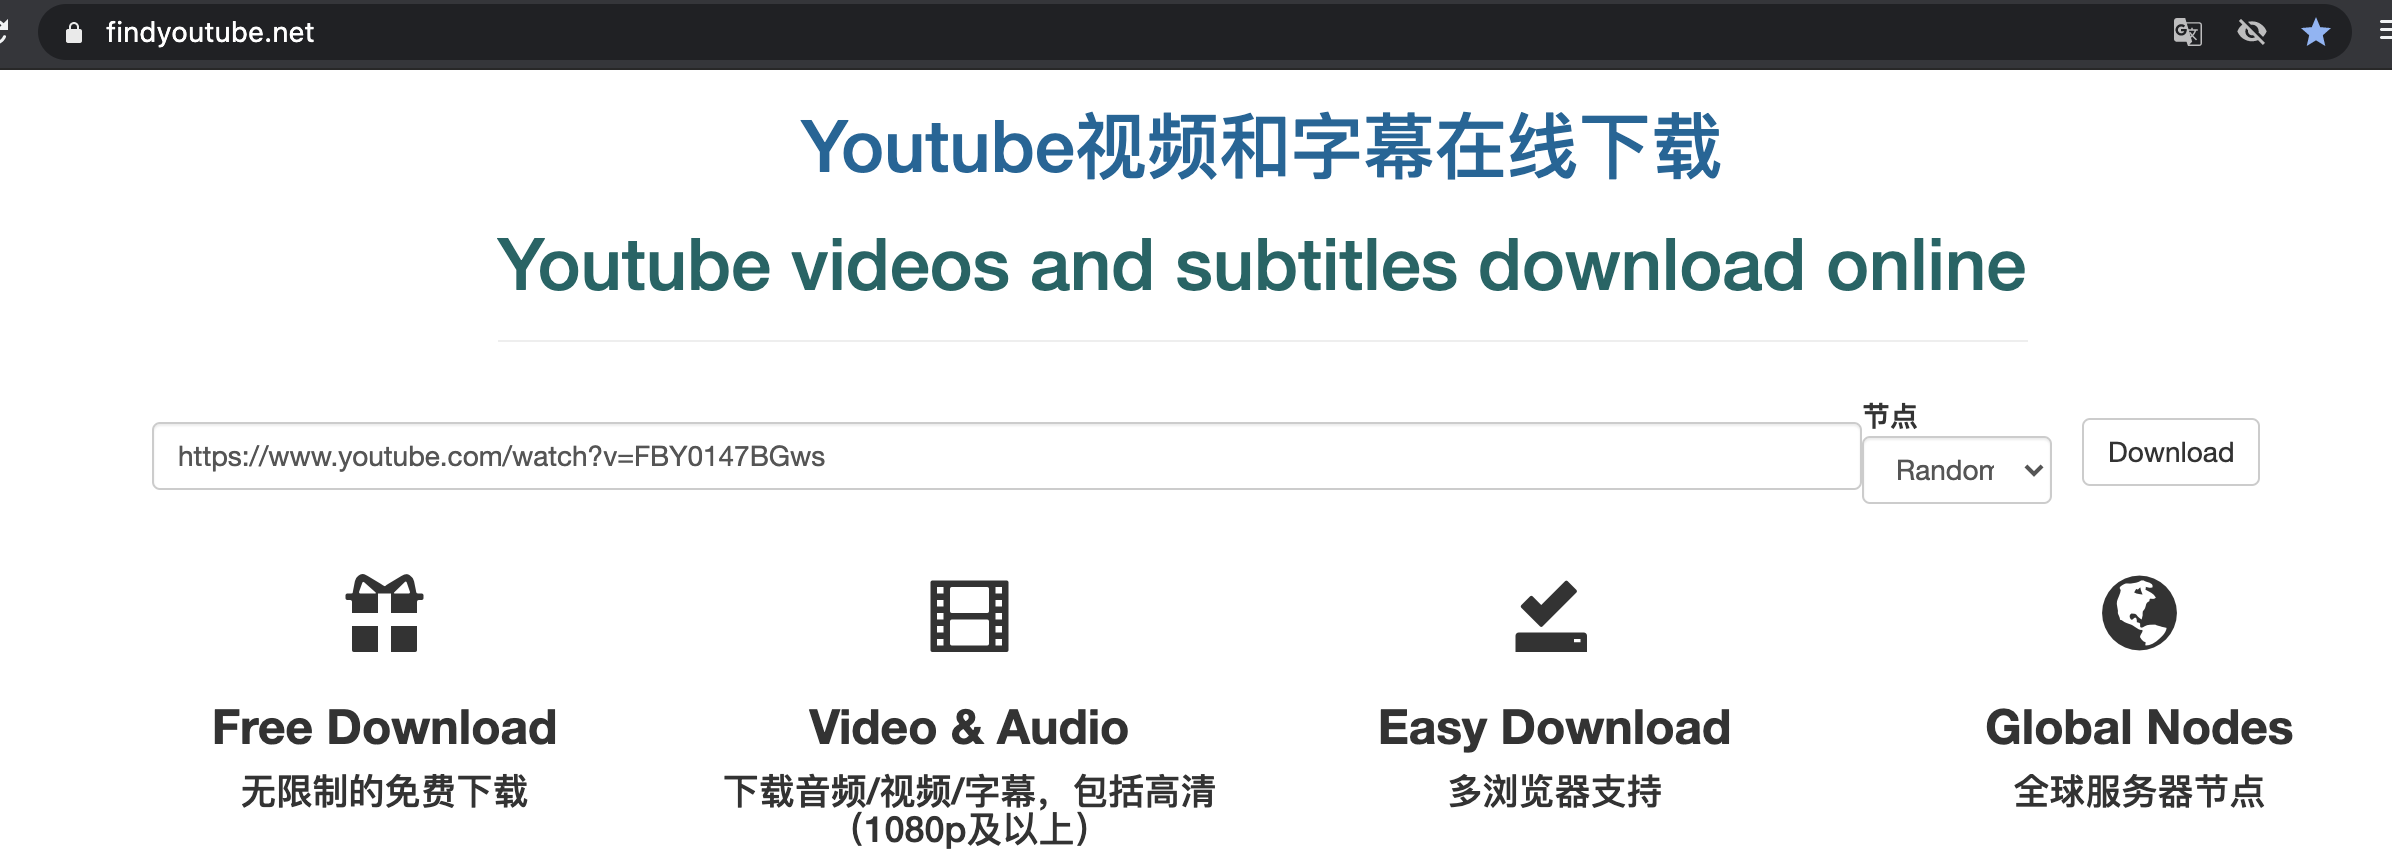 findyoutube.net
Youtube视频和字幕在线下载
Youtube videos and subtitles download online
节点
https://www.youtube.com/watch?v=FBY0147BGws
Random
Download
Free Download
无限制的免费下载
Video & Audio
下载音频/视频/字幕，包括高清
（1080p及以上）
Easy Download
多浏览器支持
Global Nodes
全球服务器节点